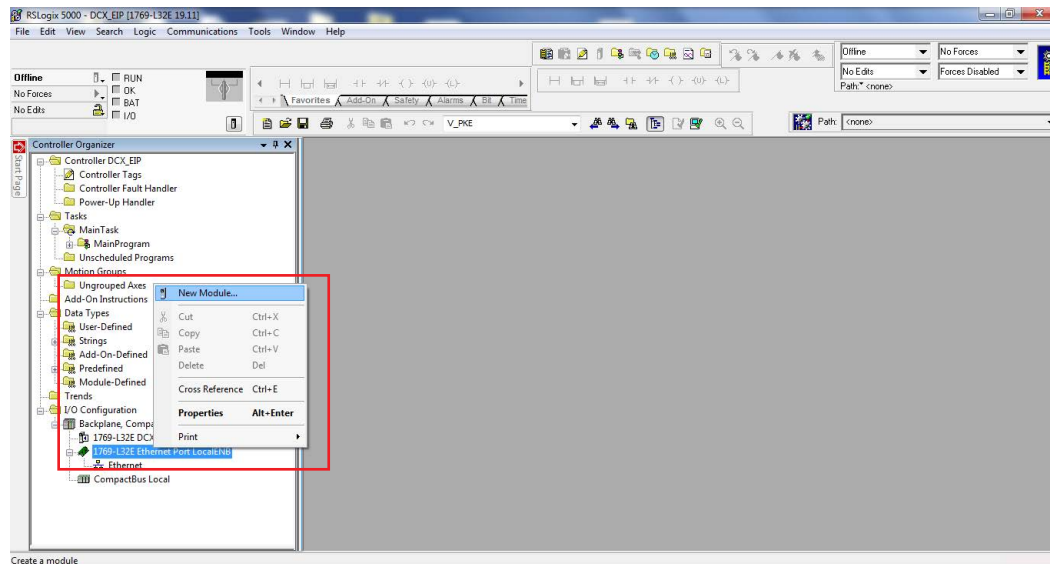 RSLogix 5000 - DCX_EIP [1769-L32E 19.11]
File Edit View Search Logic Communications Tools Window Help
Offline
No Forces
No Edits
RUN
OK
BAT
I/O
Favorites Add-On Safety Alarms Bit Time
Offline No Forces
No Edits Forces Disabled
Path:* <none>
V_PKE
Path: <none>
Start Page
Controller Organizer
Controller DCX_EIP
Controller Tags
Controller Fault Handler
Power-Up Handler
Tasks
MainTask
MainProgram
Unscheduled Programs
Motion Groups
Ungrouped Axes
Add-On Instructions
Data Types
User-Defined
Strings
Add-On-Defined
Predefined
Module-Defined
Trends
I/O Configuration
Backplane, Compa
1769-L32E DCX
1769-L32E Ethernet Port LocalENB
Ethernet
CompactBus Local
New Module...
Cut Ctrl+X
Copy Ctrl+C
Paste Ctrl+V
Delete Del
Cross Reference Ctrl+E
Properties Alt+Enter
Print
Create a module